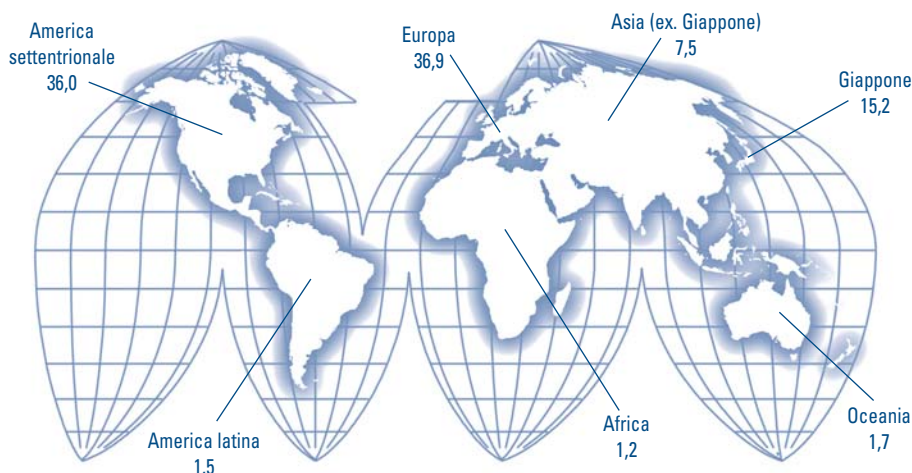 America
settentrionale
36,0
Europa
36,9
Asia (ex. Giappone)
7,5
Giappone
15,2
America latina
1,5
Africa
1,2
Oceania
1,7